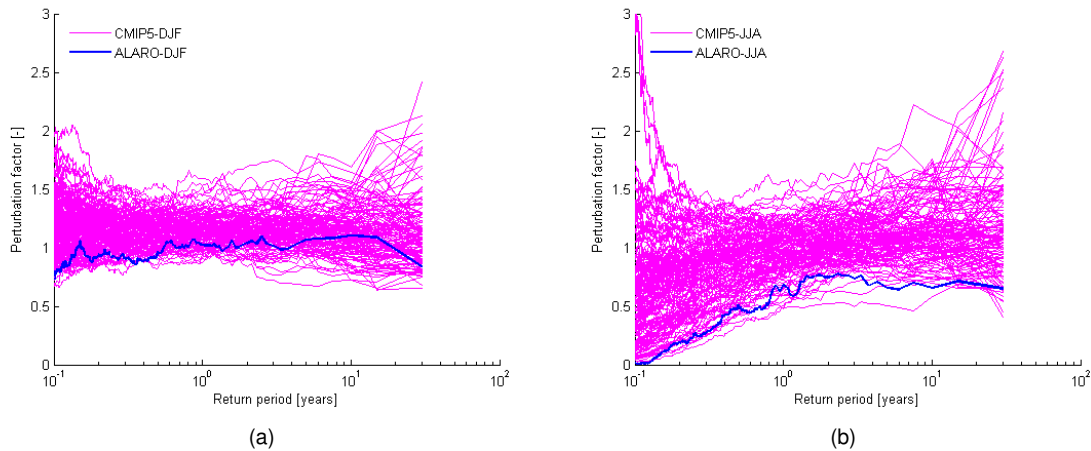 3
2.5
2
1.5
1
0.5
0
Perturbation factor [-]
CMIP5-DJF
ALARO-DJF
10^-1
10^0
10^1
10^2
Return period [years]
(a)
3
2.5
2
1.5
1
0.5
0
Perturbation factor [-]
CMIP5-JJA
ALARO-JJA
10^-1
10^0
10^1
10^2
Return period [years]
(b)